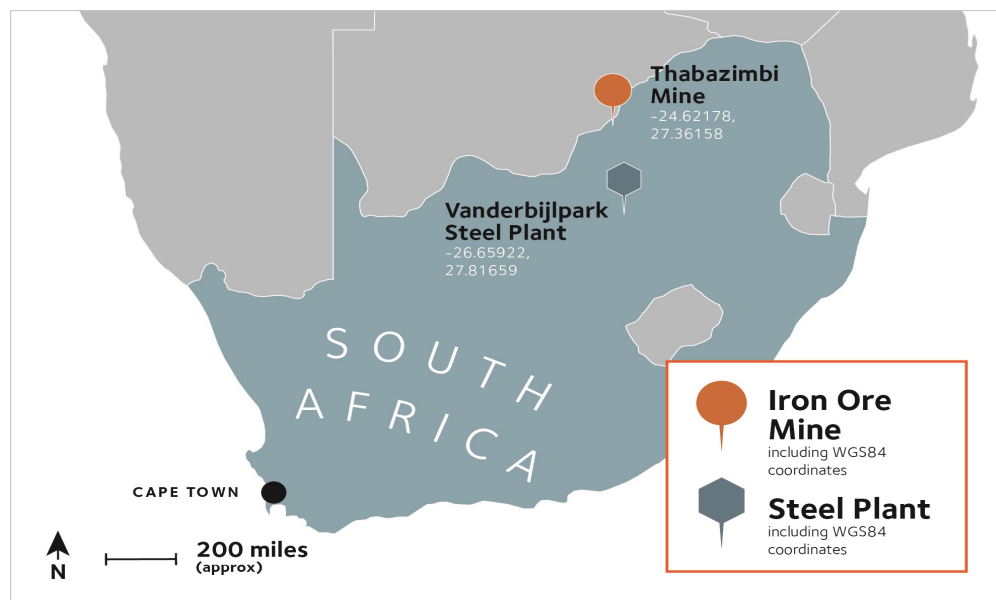 Thabazimbi
Mine
-24.62178,
27.36158
Vanderbijlpark
Steel Plant
-26.65922,
27.81659
SOUTH
AFRICA
Iron Ore
Mine
including WGS84
coordinates
Steel Plant
including WGS84
coordinates
CAPE TOWN
200 miles
(approx)
N